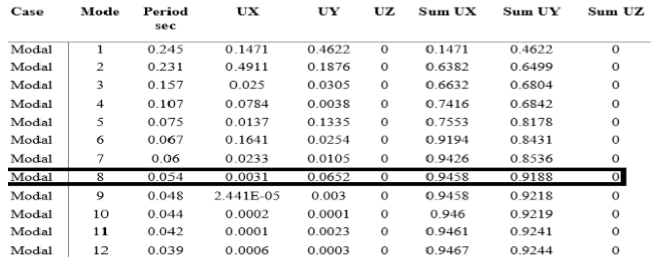 Case Mode Period sec UX UY UZ Sum UX Sum UY Sum UZ
Modal 1 0.245 0.1471 0.4622 0 0.1471 0.4622 0
Modal 2 0.231 0.4911 0.1876 0 0.6382 0.6499 0
Modal 3 0.157 0.025 0.0305 0 0.6632 0.6804 0
Modal 4 0.107 0.0784 0.0038 0 0.7416 0.6842 0
Modal 5 0.075 0.0137 0.1335 0 0.7553 0.8178 0
Modal 6 0.067 0.1641 0.0254 0 0.9194 0.8431 0
Modal 7 0.06 0.0233 0.0105 0 0.9426 0.8536 0
Modal 8 0.054 0.0031 0.0652 0 0.9458 0.9188 0
Modal 9 0.048 2.441E-05 0.003 0 0.9458 0.9218 0
Modal 10 0.044 0.0002 0.0001 0 0.946 0.9219 0
Modal 11 0.042 0.0001 0.0023 0 0.9461 0.9241 0
Modal 12 0.039 0.0006 0.0003 0 0.9467 0.9244 0